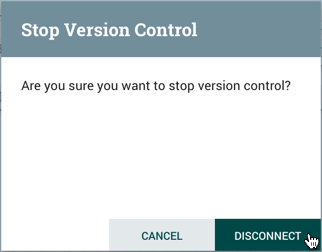 Stop Version Control
Are you sure you want to stop version control?
CANCEL DISCONNECT